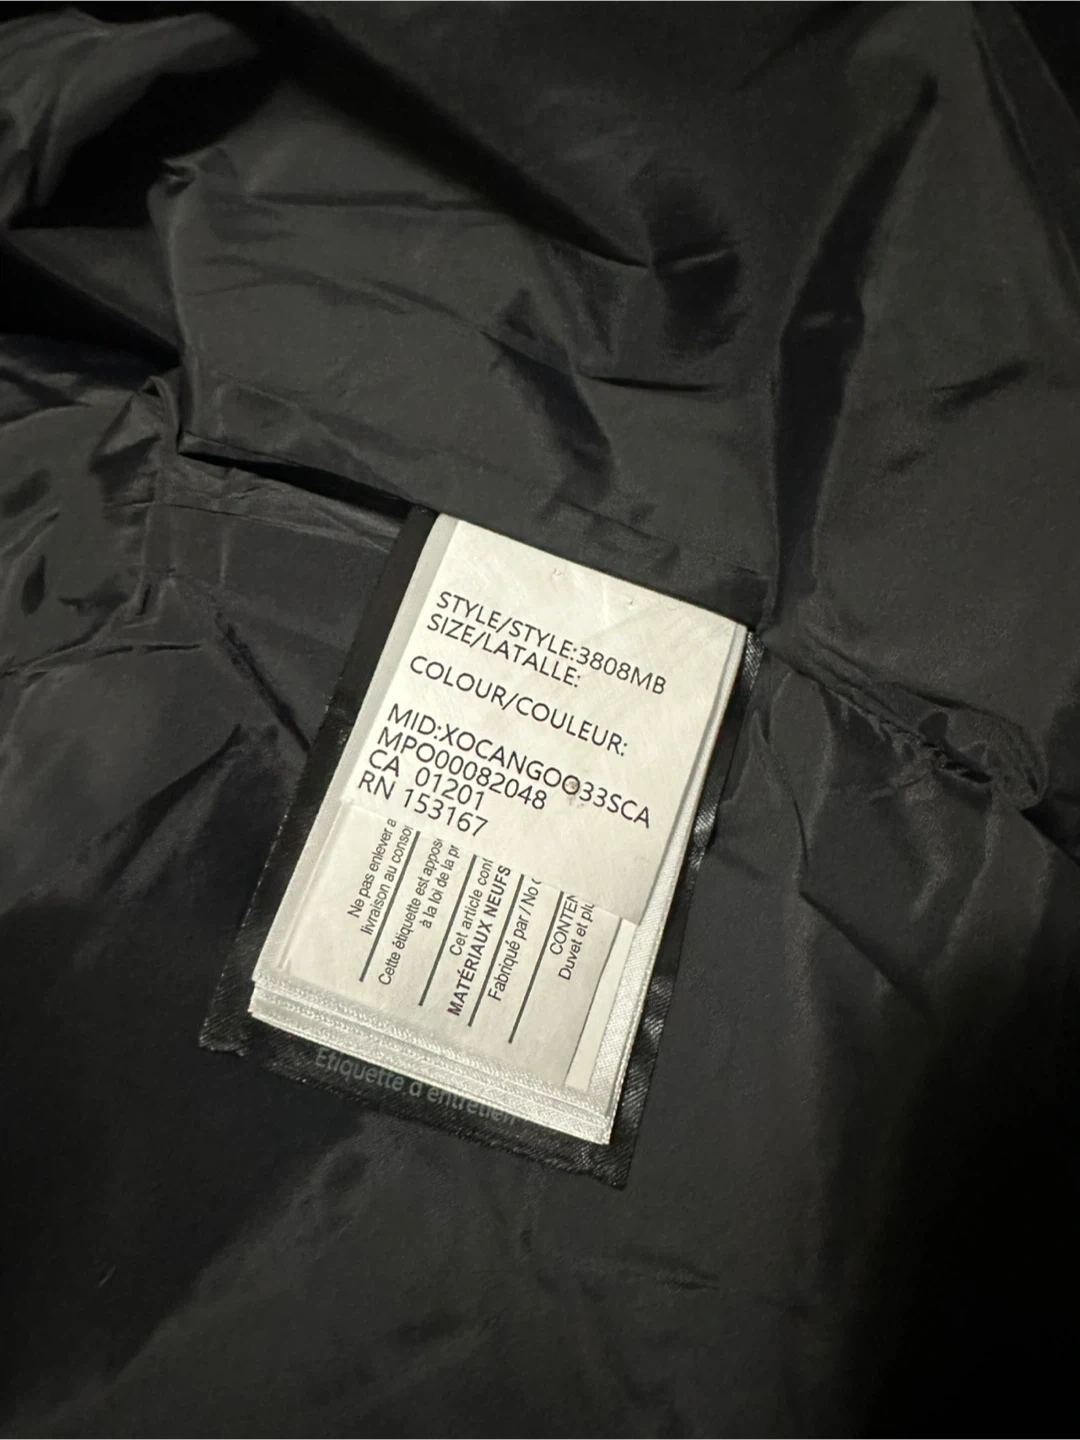 STYLE/STYLE:3808MB
SIZE/LATALLE:
COLOUR/COULEUR:
MID:XOCANGOO33SCA
MPO00082048
CA 01201
RN 153167
Ne pas enlever a
livraison au conso
Cette étiquette est appos
à la loi de la pr
Cet article cont
MATÉRIAUX NEUFS
Fabriqué par / No
CONTEN
Duvet et plu
Etiquette d'entretien